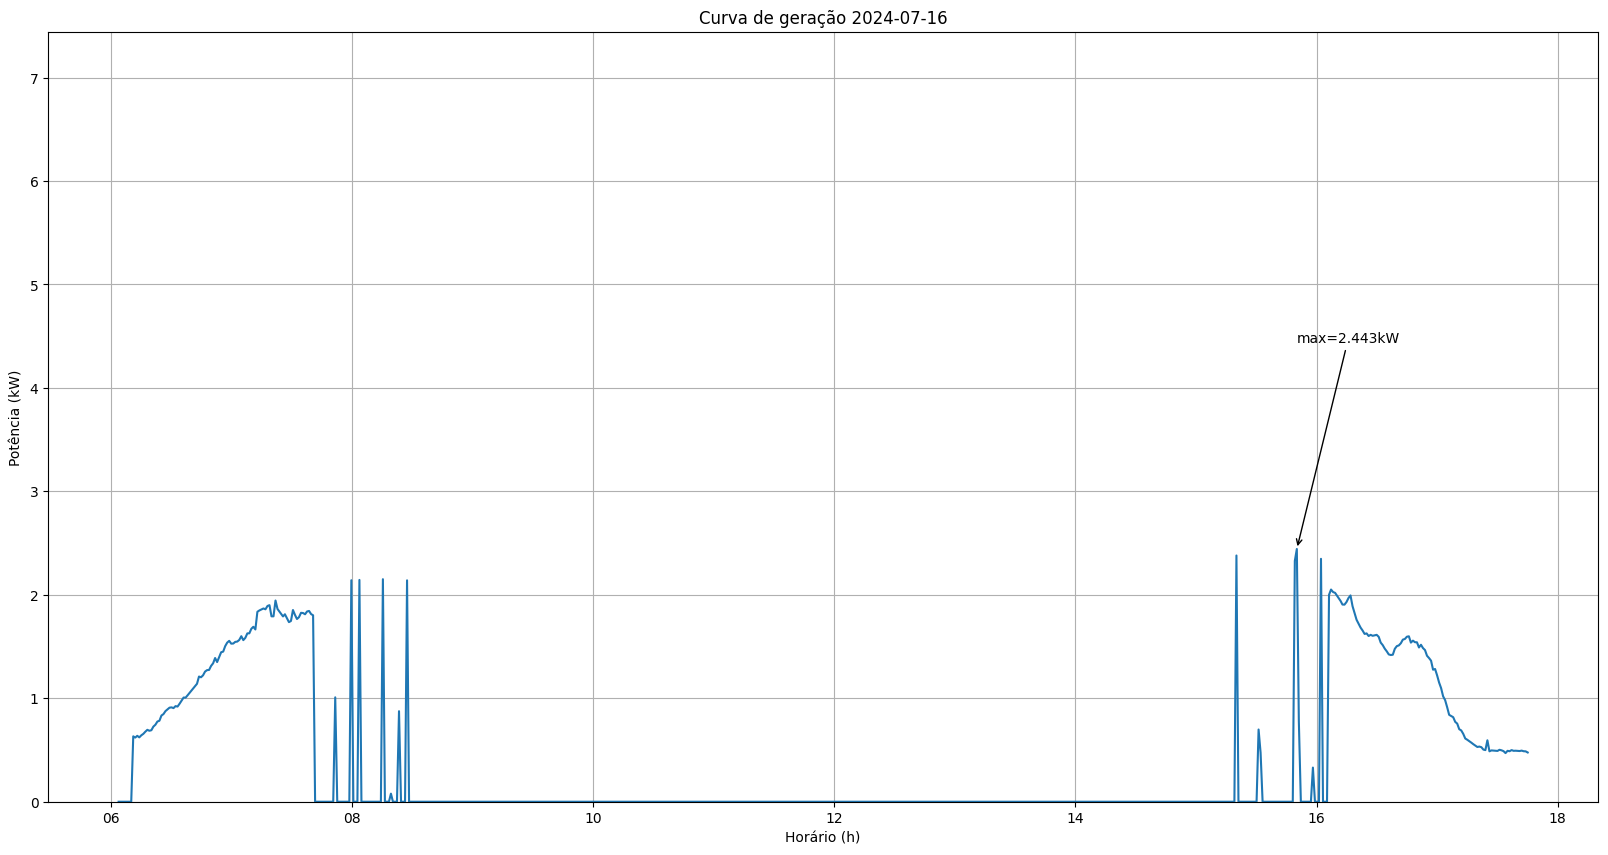 Curva de geração 2024-07-16
7
6
5
4
3
2
1
0
max=2.443kW
Potência (kW)
06 08 10 12 14 16 18
Horário (h)